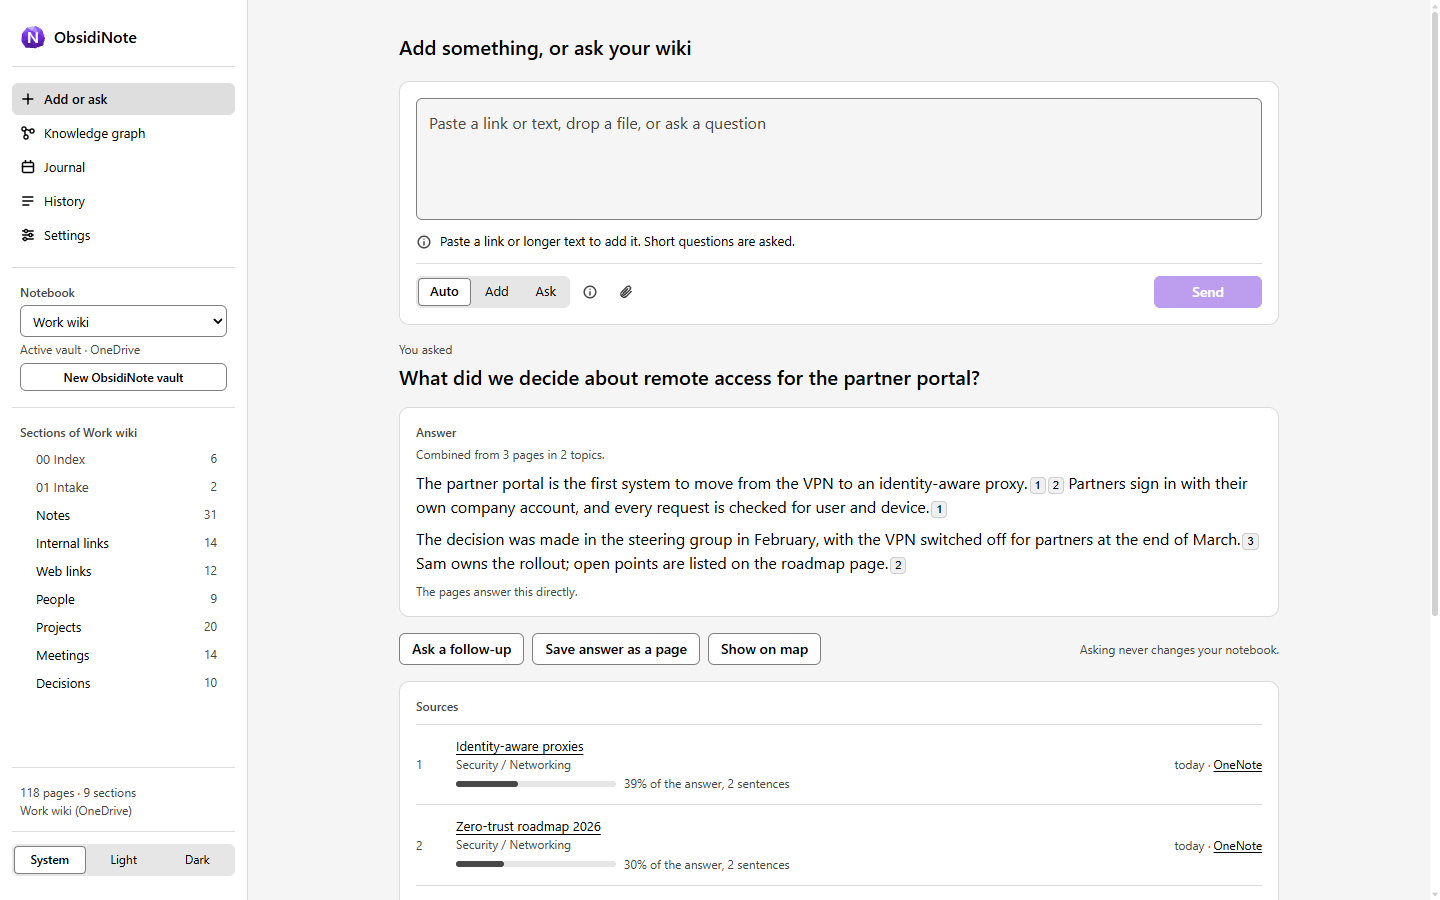 N ObsidiNote
Add or ask
Knowledge graph
Journal
History
Settings
Notebook
Work wiki
Active vault · OneDrive
New ObsidiNote vault
Sections of Work wiki
00 Index 6
01 Intake 2
Notes 31
Internal links 14
Web links 12
People 9
Projects 20
Meetings 14
Decisions 10
118 pages · 9 sections
Work wiki (OneDrive)
System Light Dark
Add something, or ask your wiki
Paste a link or text, drop a file, or ask a question
Paste a link or longer text to add it. Short questions are asked.
Auto Add Ask Send
You asked
What did we decide about remote access for the partner portal?
Answer
Combined from 3 pages in 2 topics.
The partner portal is the first system to move from the VPN to an identity-aware proxy. 1 2 Partners sign in with their
own company account, and every request is checked for user and device. 1
The decision was made in the steering group in February, with the VPN switched off for partners at the end of March. 3
Sam owns the rollout; open points are listed on the roadmap page. 2
The pages answer this directly.
Ask a follow-up Save answer as a page Show on map Asking never changes your notebook.
Sources
Identity-aware proxies
1 Security / Networking today · OneNote
39% of the answer, 2 sentences
Zero-trust roadmap 2026
2 Security / Networking today · OneNote
30% of the answer, 2 sentences